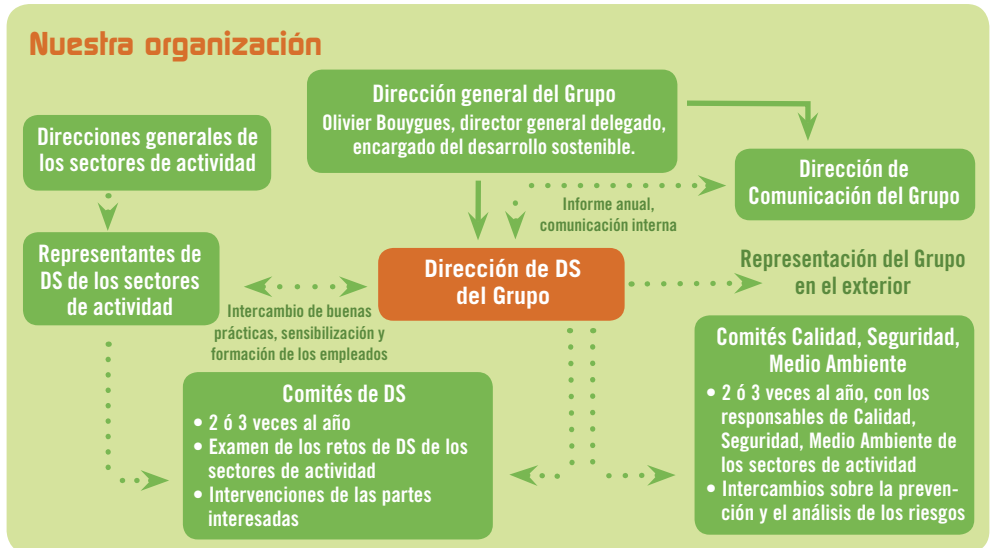 Nuestra organización
Dirección general del Grupo
Olivier Bouygues, director general delegado,
encargado del desarrollo sostenible.
Direcciones generales de
los sectores de actividad
Dirección de
Comunicación del Grupo
Informe anual,
comunicación interna
Representantes de
DS de los sectores
de actividad
Dirección de DS
del Grupo
Representación del Grupo
en el exterior
Intercambio de buenas
prácticas, sensibilización y
formación de los empleados
Comités de DS
• 2 ó 3 veces al año
• Examen de los retos de DS de los
sectores de actividad
• Intervenciones de las partes
interesadas
Comités Calidad, Seguridad,
Medio Ambiente
• 2 ó 3 veces al año, con los
responsables de Calidad,
Seguridad, Medio Ambiente de
los sectores de actividad
• Intercambios sobre la preven-
ción y el análisis de los riesgos